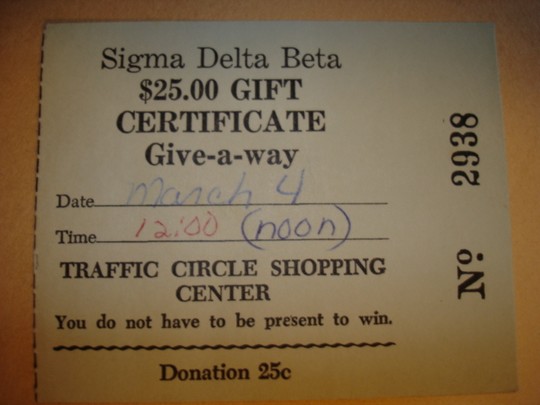 Sigma Delta Beta
$25.00 GIFT
CERTIFICATE
Give-a-way
Date March 4
Time 12:00 (noon)
TRAFFIC CIRCLE SHOPPING
CENTER
You do not have to be present to win.
Donation 25c
Nº 2938